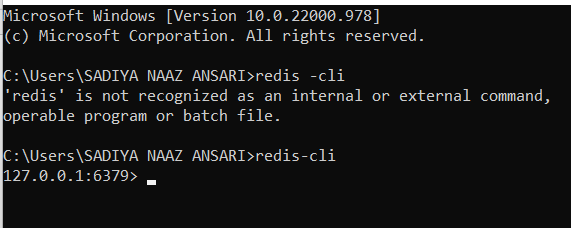 Microsoft Windows [Version 10.0.22000.978]
(c) Microsoft Corporation. All rights reserved.
C:\Users\SADIYA NAAZ ANSARI>redis -cli
'redis' is not recognized as an internal or external command,
operable program or batch file.
C:\Users\SADIYA NAAZ ANSARI>redis-cli
127.0.0.1:6379>